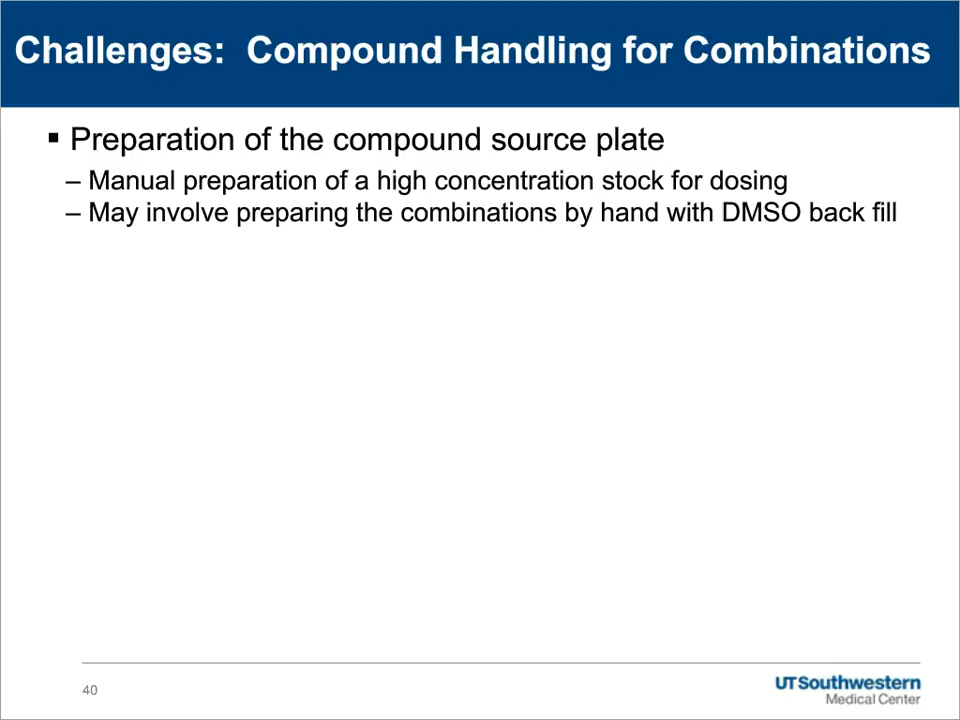 Challenges:  Compound Handling for Combinations
▪ Preparation of the compound source plate
– Manual preparation of a high concentration stock for dosing
– May involve preparing the combinations by hand with DMSO back fill
40
UTSouthwestern
Medical Center